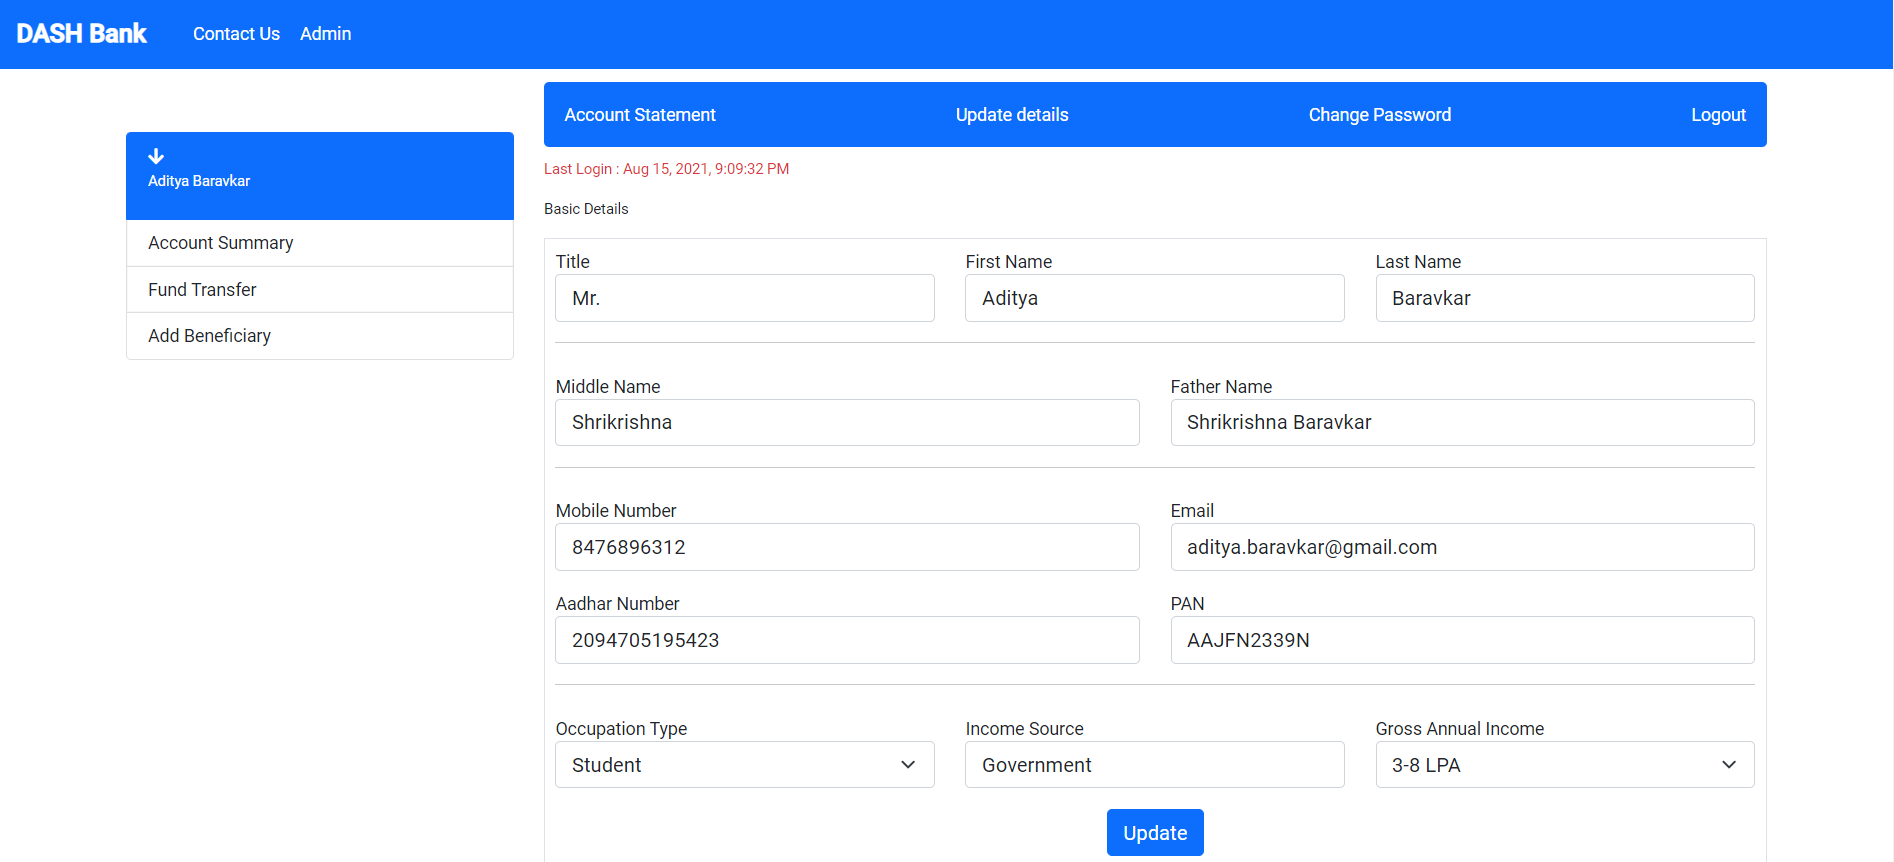 DASH Bank Contact Us Admin
Account Statement Update details Change Password Logout
Last Login : Aug 15, 2021, 9:09:32 PM
Aditya Baravkar
Account Summary
Fund Transfer
Add Beneficiary
Basic Details
Title First Name Last Name
Mr. Aditya Baravkar
Middle Name Father Name
Shrikrishna Shrikrishna Baravkar
Mobile Number Email
8476896312 aditya.baravkar@gmail.com
Aadhar Number PAN
2094705195423 AAJFN2339N
Occupation Type Income Source Gross Annual Income
Student Government 3-8 LPA
Update